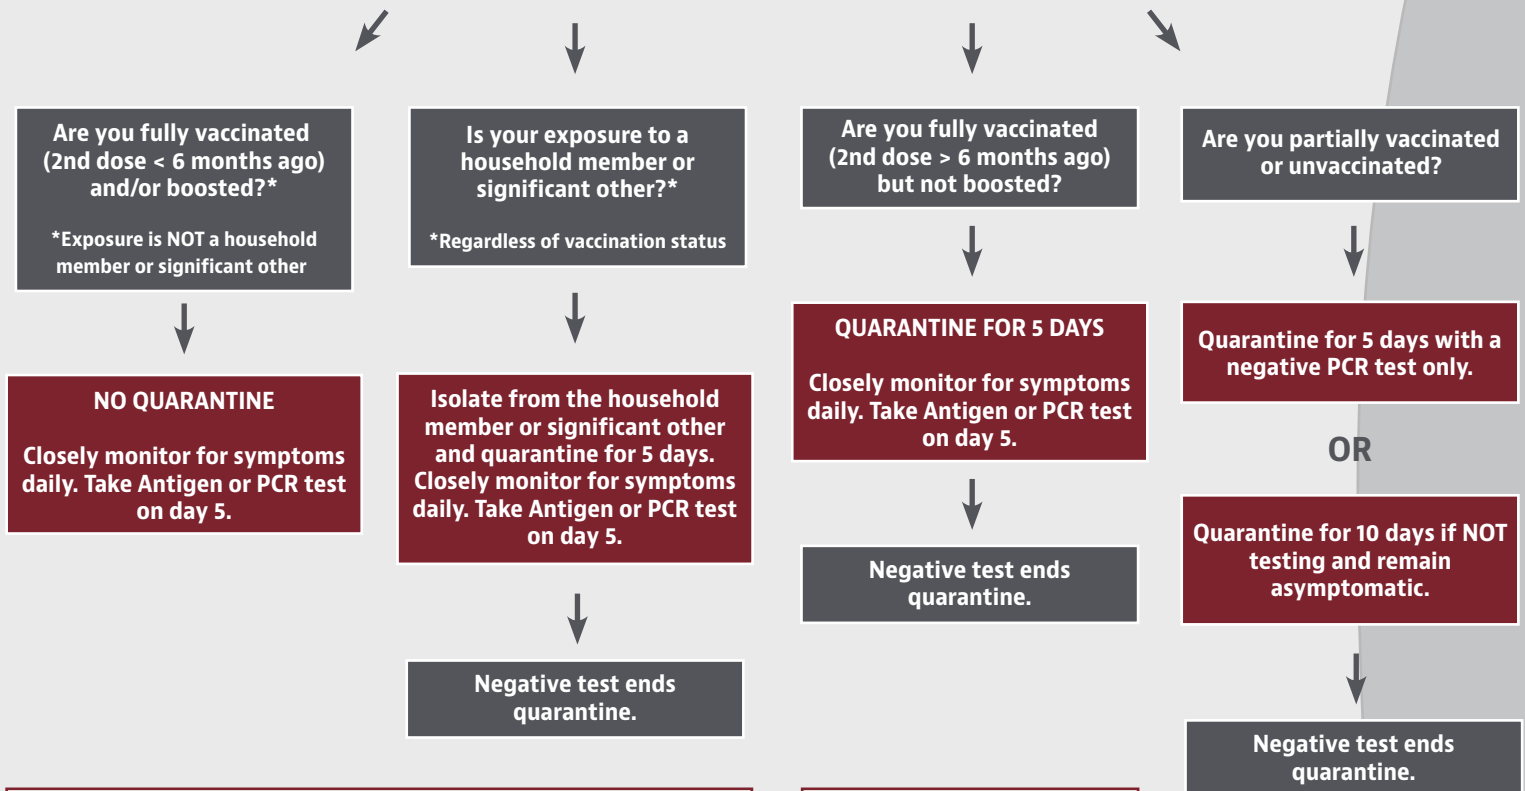 Are you fully vaccinated
(2nd dose < 6 months ago)
and/or boosted?*
*Exposure is NOT a household
member or significant other
NO QUARANTINE
Closely monitor for symptoms
daily. Take Antigen or PCR test
on day 5.
Is your exposure to a
household member or
significant other?*
*Regardless of vaccination status
Isolate from the household
member or significant other
and quarantine for 5 days.
Closely monitor for symptoms
daily. Take Antigen or PCR test
on day 5.
Negative test ends
quarantine.
Are you fully vaccinated
(2nd dose > 6 months ago)
but not boosted?
QUARANTINE FOR 5 DAYS
Closely monitor for symptoms
daily. Take Antigen or PCR test
on day 5.
Negative test ends
quarantine.
Are you partially vaccinated
or unvaccinated?
Quarantine for 5 days with a
negative PCR test only.
OR
Quarantine for 10 days if NOT
testing and remain
asymptomatic.
Negative test ends
quarantine.